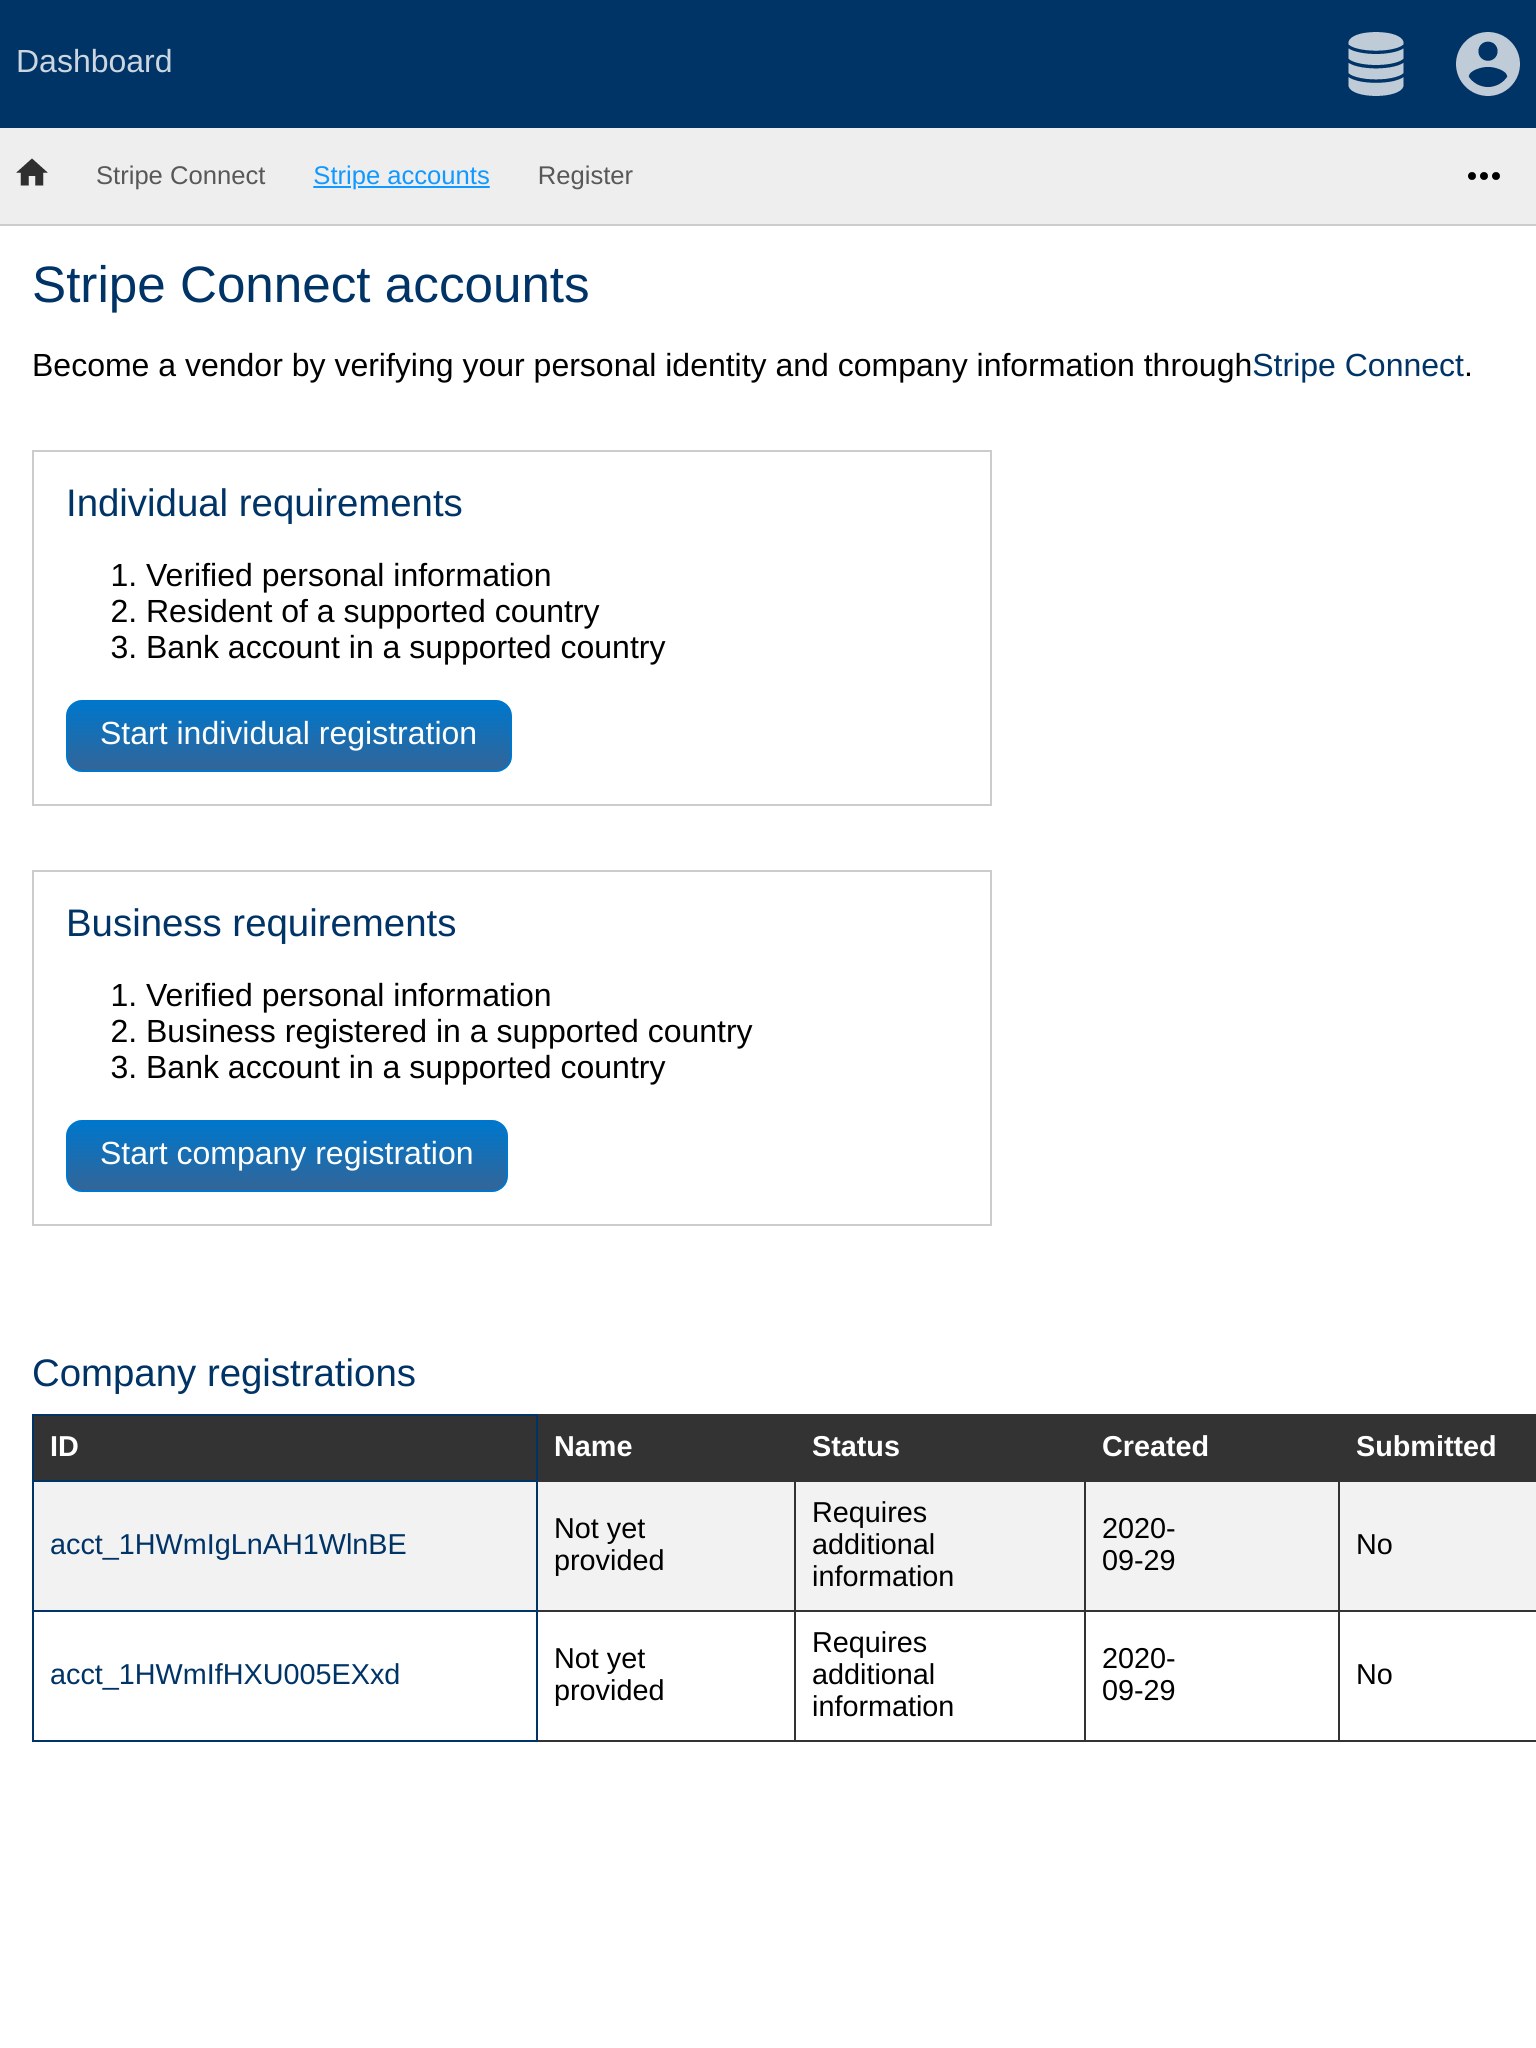 Dashboard
Stripe Connect Stripe accounts Register
Stripe Connect accounts
Become a vendor by verifying your personal identity and company information throughStripe Connect.
Individual requirements
1. Verified personal information
2. Resident of a supported country
3. Bank account in a supported country
Start individual registration
Business requirements
1. Verified personal information
2. Business registered in a supported country
3. Bank account in a supported country
Start company registration
Company registrations
ID Name Status Created Submitted
acct_1HWmIgLnAH1WlnBE Not yet provided Requires additional information 2020-09-29 No
acct_1HWmIfHXU005EXxd Not yet provided Requires additional information 2020-09-29 No